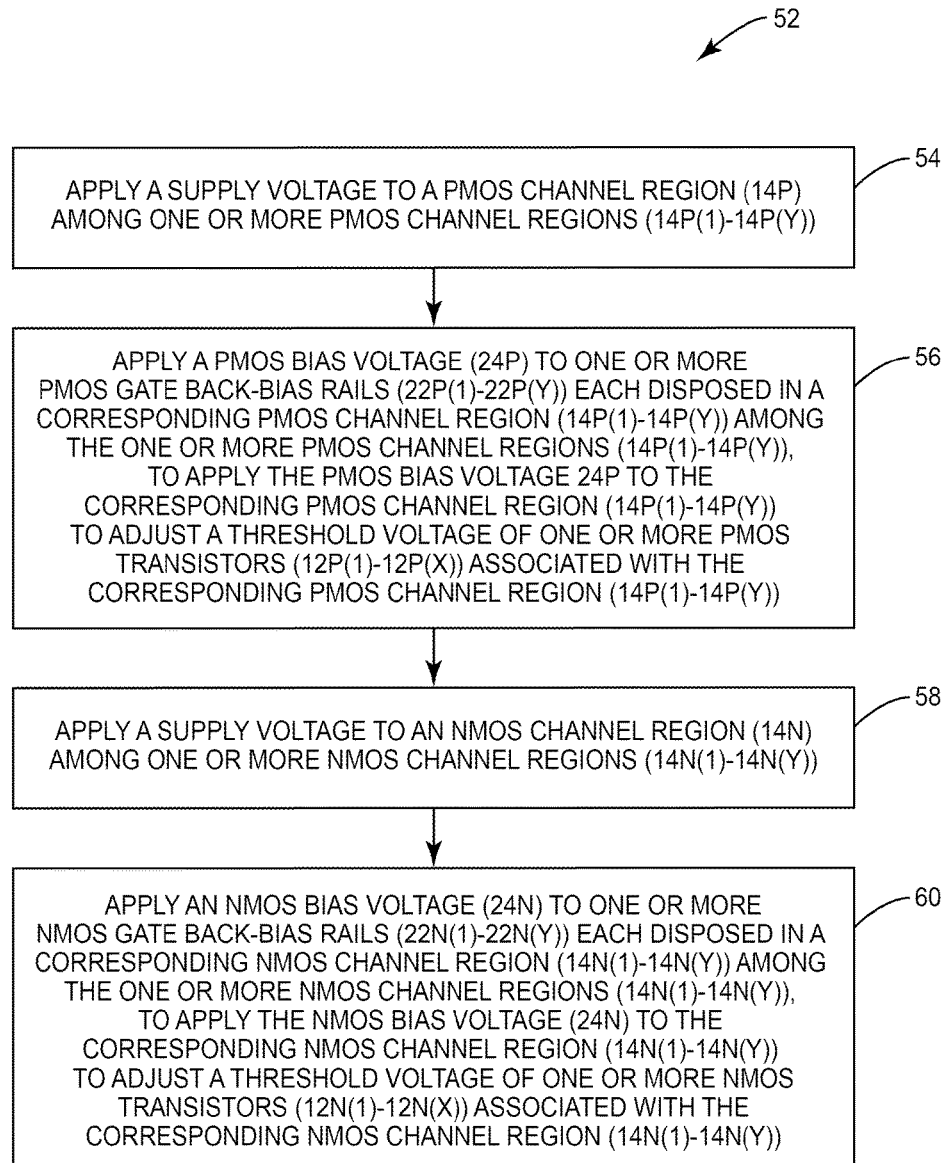 52
54
APPLY A SUPPLY VOLTAGE TO A PMOS CHANNEL REGION (14P)
AMONG ONE OR MORE PMOS CHANNEL REGIONS (14P(1)-14P(Y))
56
APPLY A PMOS BIAS VOLTAGE (24P) TO ONE OR MORE
PMOS GATE BACK-BIAS RAILS (22P(1)-22P(Y)) EACH DISPOSED IN A
CORRESPONDING PMOS CHANNEL REGION (14P(1)-14P(Y)) AMONG
THE ONE OR MORE PMOS CHANNEL REGIONS (14P(1)-14P(Y)),
TO APPLY THE PMOS BIAS VOLTAGE 24P TO THE
CORRESPONDING PMOS CHANNEL REGION (14P(1)-14P(Y))
TO ADJUST A THRESHOLD VOLTAGE OF ONE OR MORE PMOS
TRANSISTORS (12P(1)-12P(X)) ASSOCIATED WITH THE
CORRESPONDING PMOS CHANNEL REGION (14P(1)-14P(Y))
58
APPLY A SUPPLY VOLTAGE TO AN NMOS CHANNEL REGION (14N)
AMONG ONE OR MORE NMOS CHANNEL REGIONS (14N(1)-14N(Y))
60
APPLY AN NMOS BIAS VOLTAGE (24N) TO ONE OR MORE
NMOS GATE BACK-BIAS RAILS (22N(1)-22N(Y)) EACH DISPOSED IN A
CORRESPONDING NMOS CHANNEL REGION (14N(1)-14N(Y)) AMONG
THE ONE OR MORE NMOS CHANNEL REGIONS (14N(1)-14N(Y)),
TO APPLY THE NMOS BIAS VOLTAGE (24N) TO THE
CORRESPONDING NMOS CHANNEL REGION (14N(1)-14N(Y))
TO ADJUST A THRESHOLD VOLTAGE OF ONE OR MORE NMOS
TRANSISTORS (12N(1)-12N(X)) ASSOCIATED WITH THE
CORRESPONDING NMOS CHANNEL REGION (14N(1)-14N(Y))